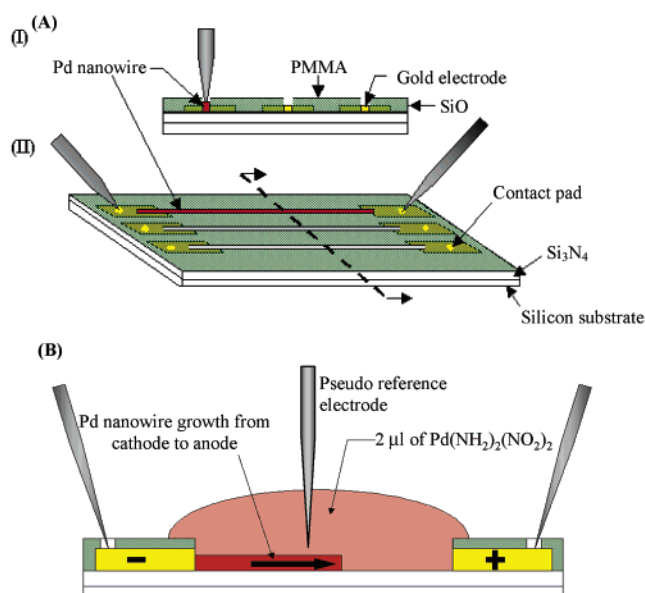 (A)
(I)
Pd nanowire
PMMA
Gold electrode
SiO
(II)
Contact pad
Si3N4
Silicon substrate
(B)
Pd nanowire growth from
cathode to anode
Pseudo reference
electrode
2 μl of Pd(NH2)2(NO2)2
-
+